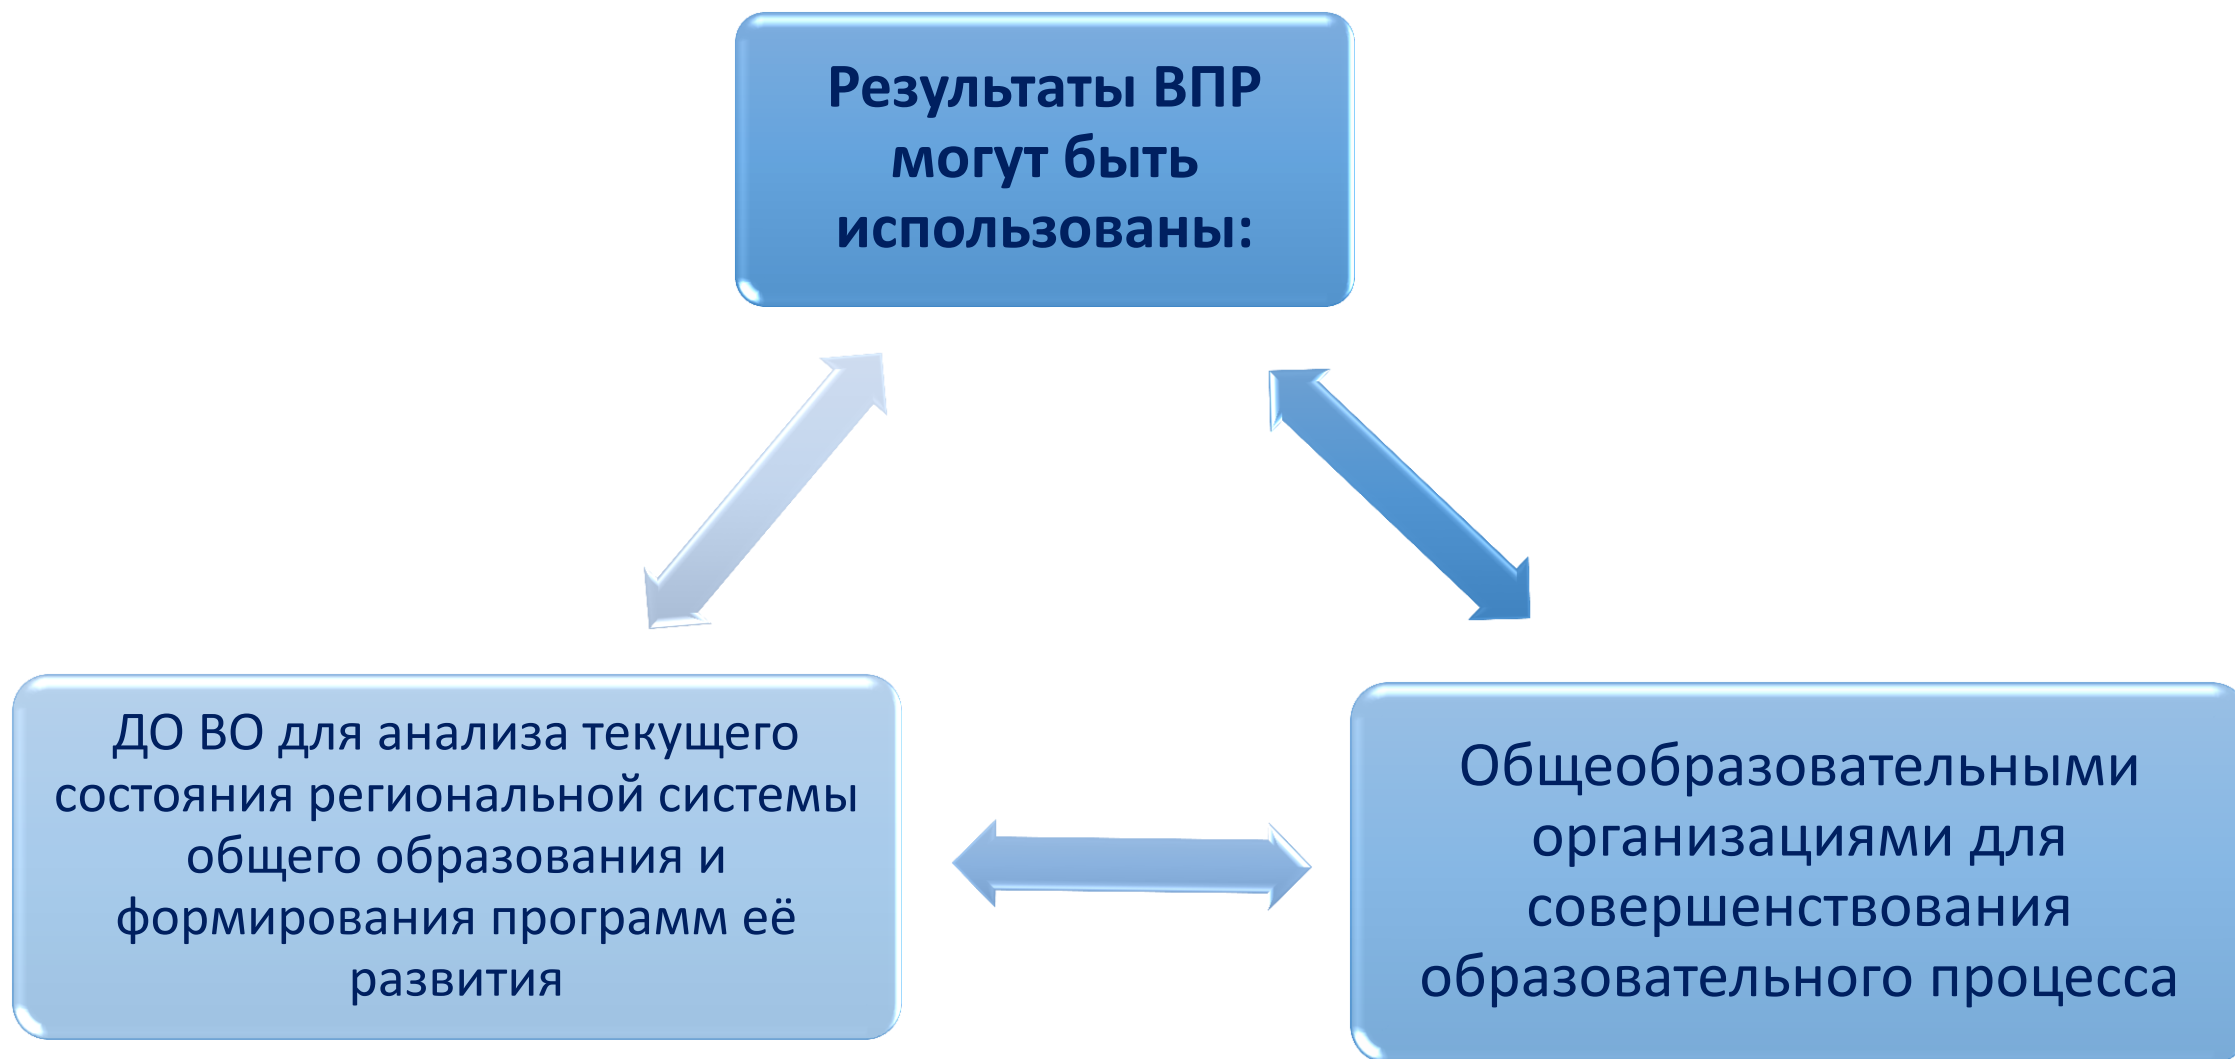 Результаты ВПР
могут быть
использованы:
ДО ВО для анализа текущего
состояния региональной системы
общего образования и
формирования программ её
развития
Общеобразовательными
организациями для
совершенствования
образовательного процесса